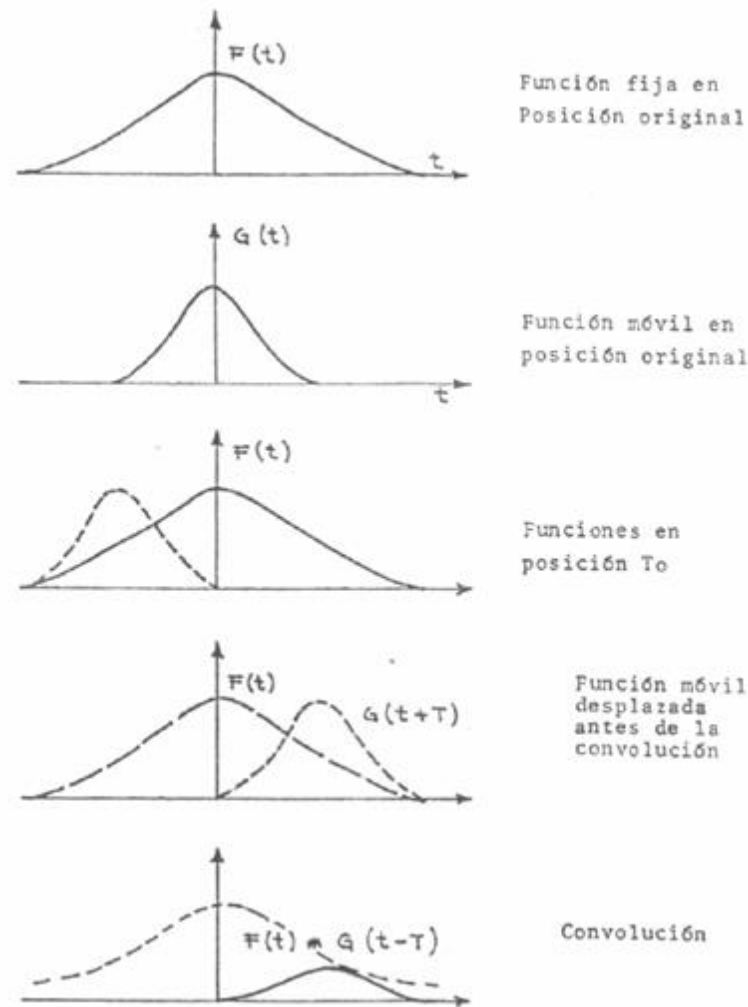 F(t)
Función fija en
Posición original
t
G(t)
Función móvil en
posición original
t
F(t)
Funciones en
posición To
F(t)
G(t+T)
Función móvil
desplazada
antes de la
convolución
F(t) * G(t-T)
Convolución